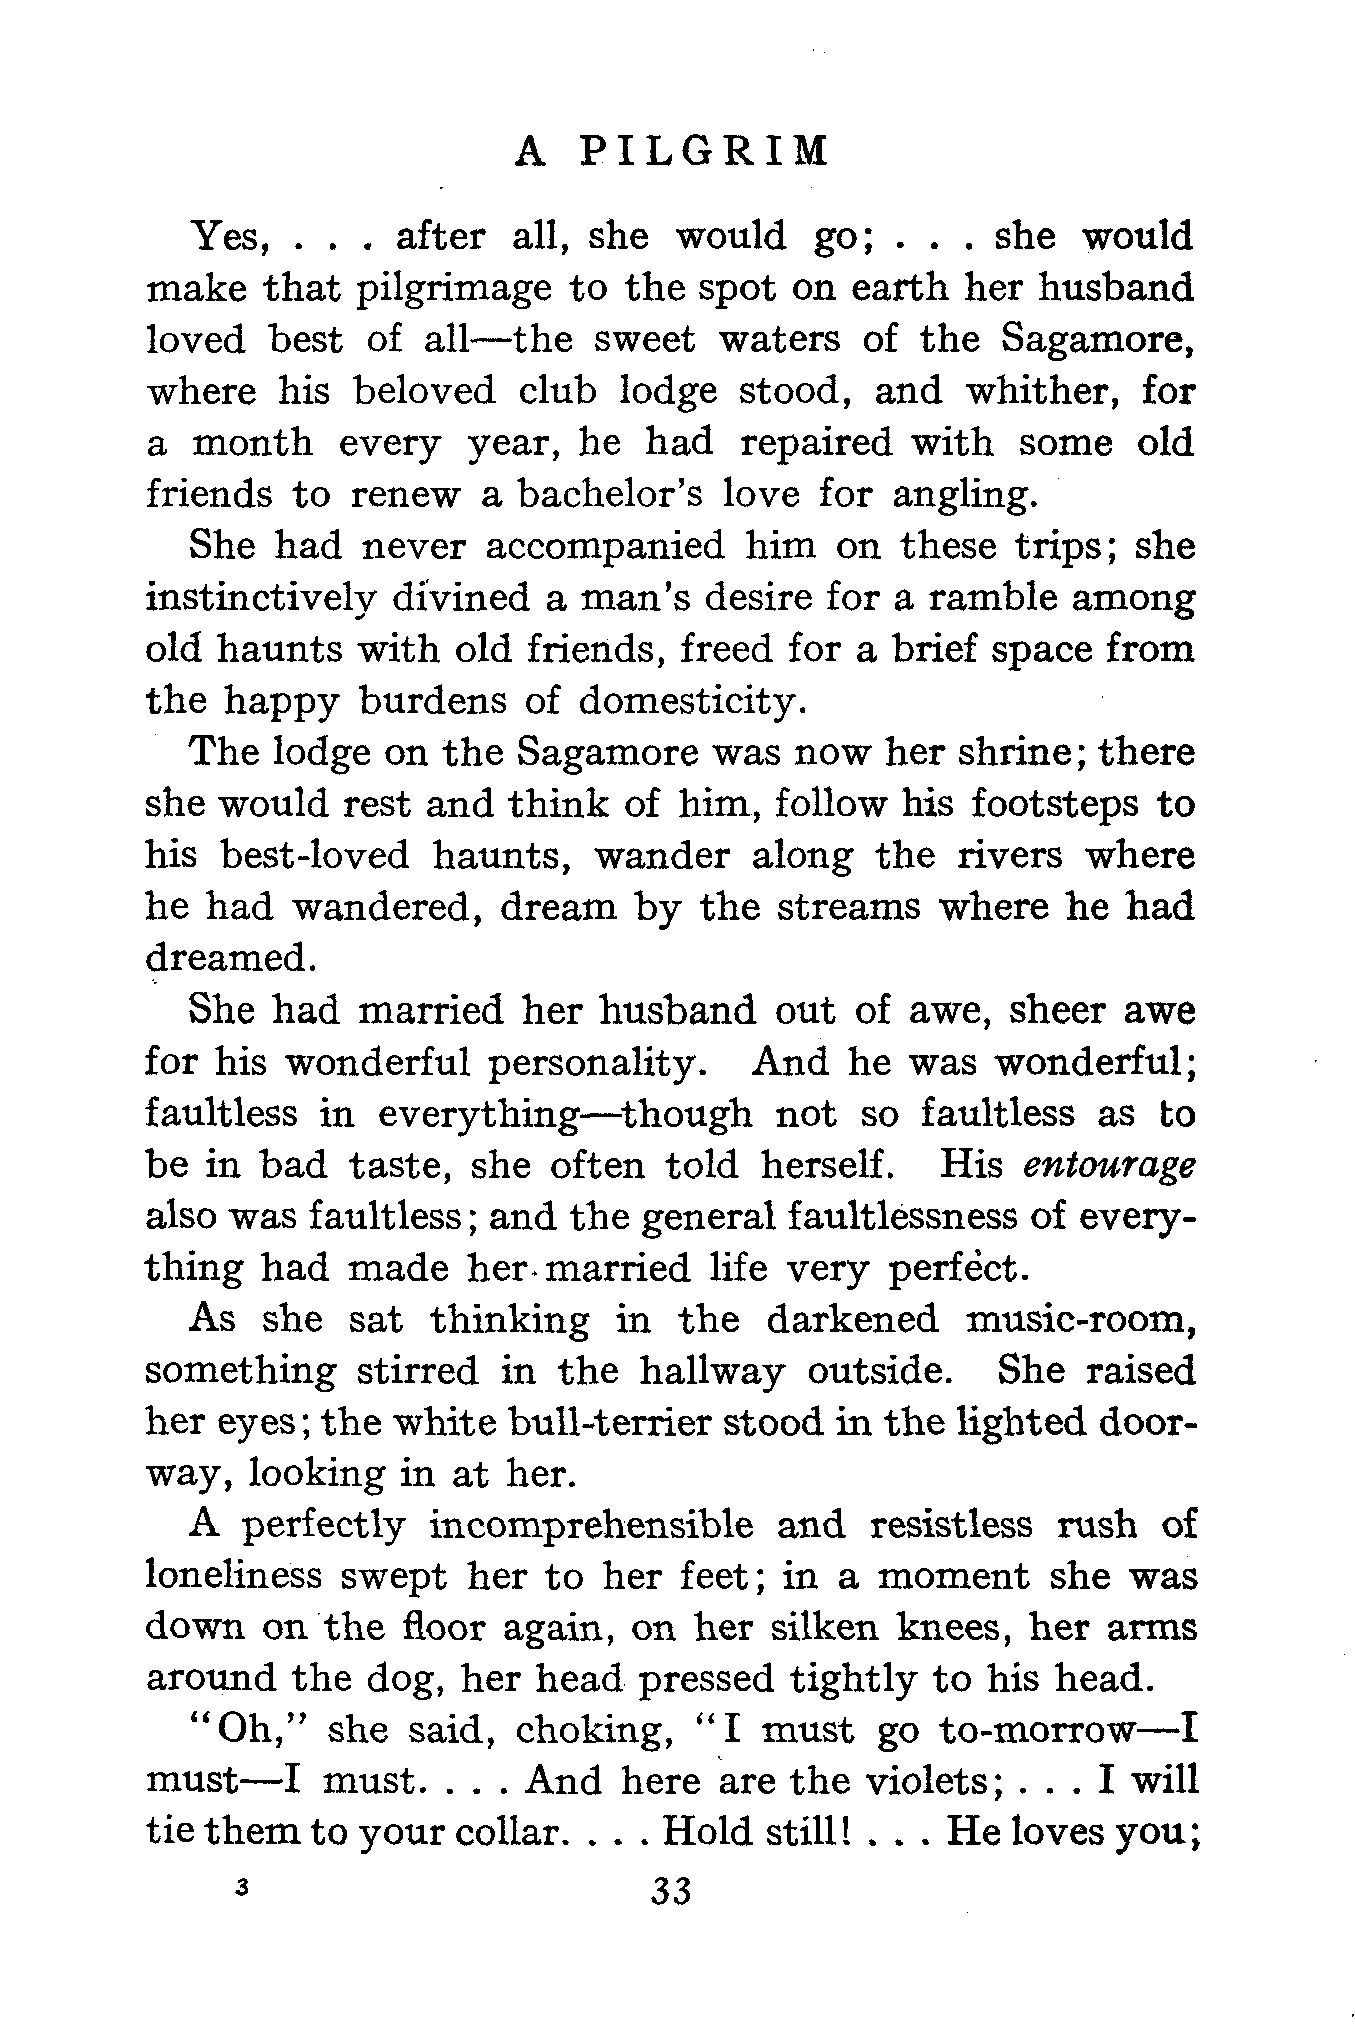 A PILGRIM
Yes, . . . after all, she would go; . . . she would
make that pilgrimage to the spot on earth her husband
loved best of all—the sweet waters of the Sagamore,
where his beloved club lodge stood, and whither, for
a month every year, he had repaired with some old
friends to renew a bachelor's love for angling.
She had never accompanied him on these trips; she
instinctively divined a man's desire for a ramble among
old haunts with old friends, freed for a brief space from
the happy burdens of domesticity.
The lodge on the Sagamore was now her shrine; there
she would rest and think of him, follow his footsteps to
his best-loved haunts, wander along the rivers where
he had wandered, dream by the streams where he had
dreamed.
She had married her husband out of awe, sheer awe
for his wonderful personality. And he was wonderful;
faultless in everything—though not so faultless as to
be in bad taste, she often told herself. His entourage
also was faultless; and the general faultlessness of every-
thing had made her married life very perfect.
As she sat thinking in the darkened music-room,
something stirred in the hallway outside. She raised
her eyes; the white bull-terrier stood in the lighted door-
way, looking in at her.
A perfectly incomprehensible and resistless rush of
loneliness swept her to her feet; in a moment she was
down on the floor again, on her silken knees, her arms
around the dog, her head pressed tightly to his head.
"Oh," she said, choking, "I must go to-morrow—I
must—I must. . . . And here are the violets; . . . I will
tie them to your collar. . . . Hold still! . . . He loves you;
3 33